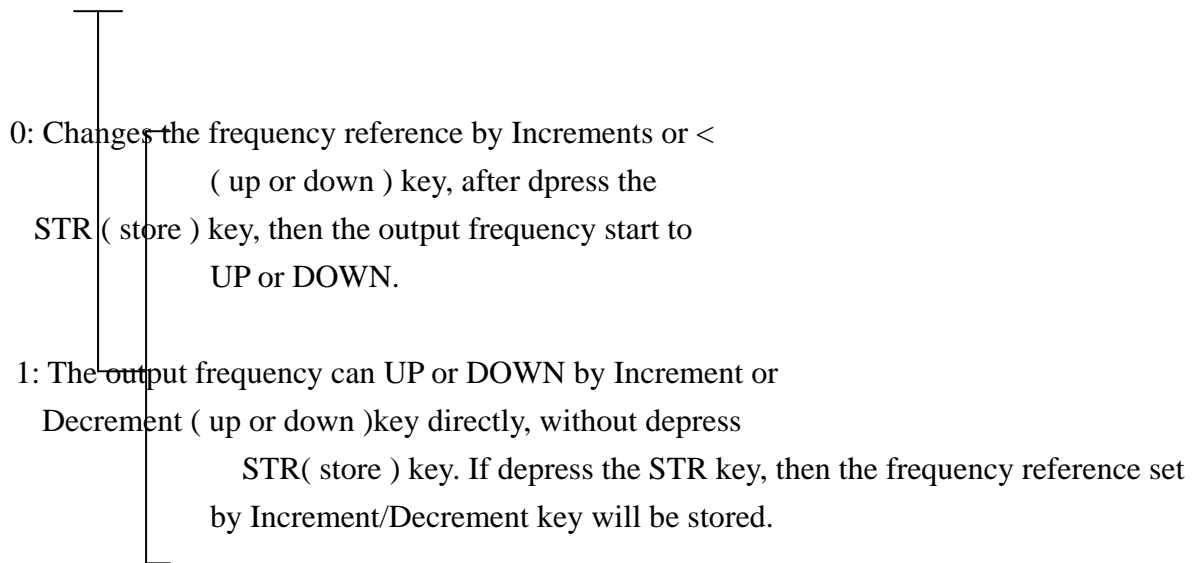 0: Changes the frequency reference by Increments or <
( up or down ) key, after dpress the
STR ( store ) key, then the output frequency start to
UP or DOWN.
1: The output frequency can UP or DOWN by Increment or
Decrement ( up or down )key directly, without depress
STR( store ) key. If depress the STR key, then the frequency reference set
by Increment/Decrement key will be stored.